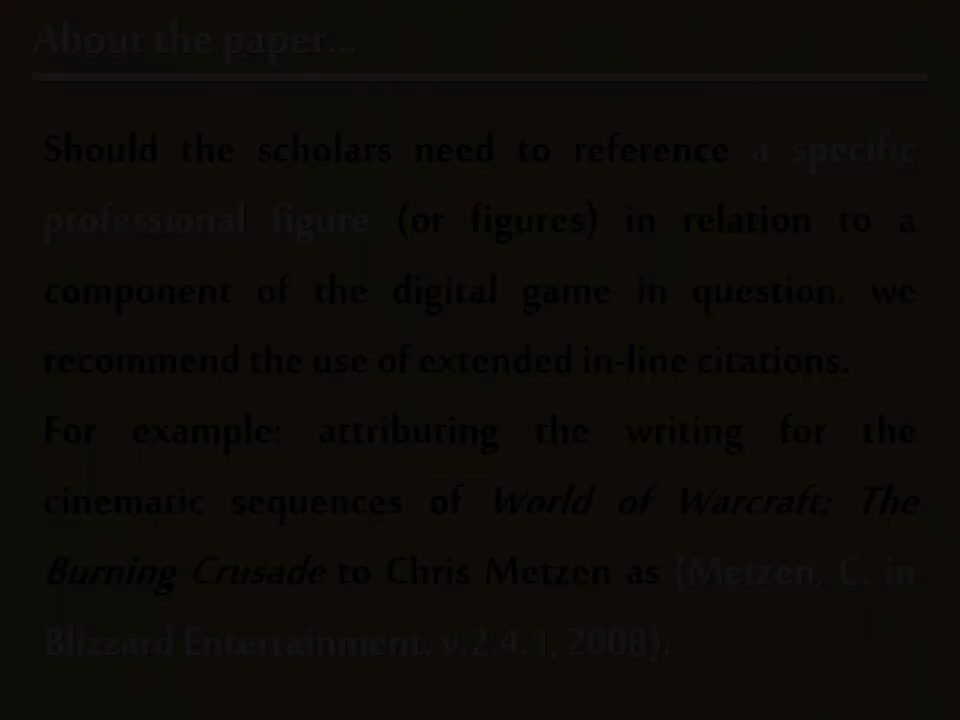 About the paper...
Should the scholars need to reference a specific
professional figure (or figures) in relation to a
component of the digital game in question, we
recommend the use of extended in-line citations.
For example: attributing the writing for the
cinematic sequences of World of Warcraft: The
Burning Crusade to Chris Metzen as (Metzen, C. in
Blizzard Entertainment, v.2.4.1, 2008).